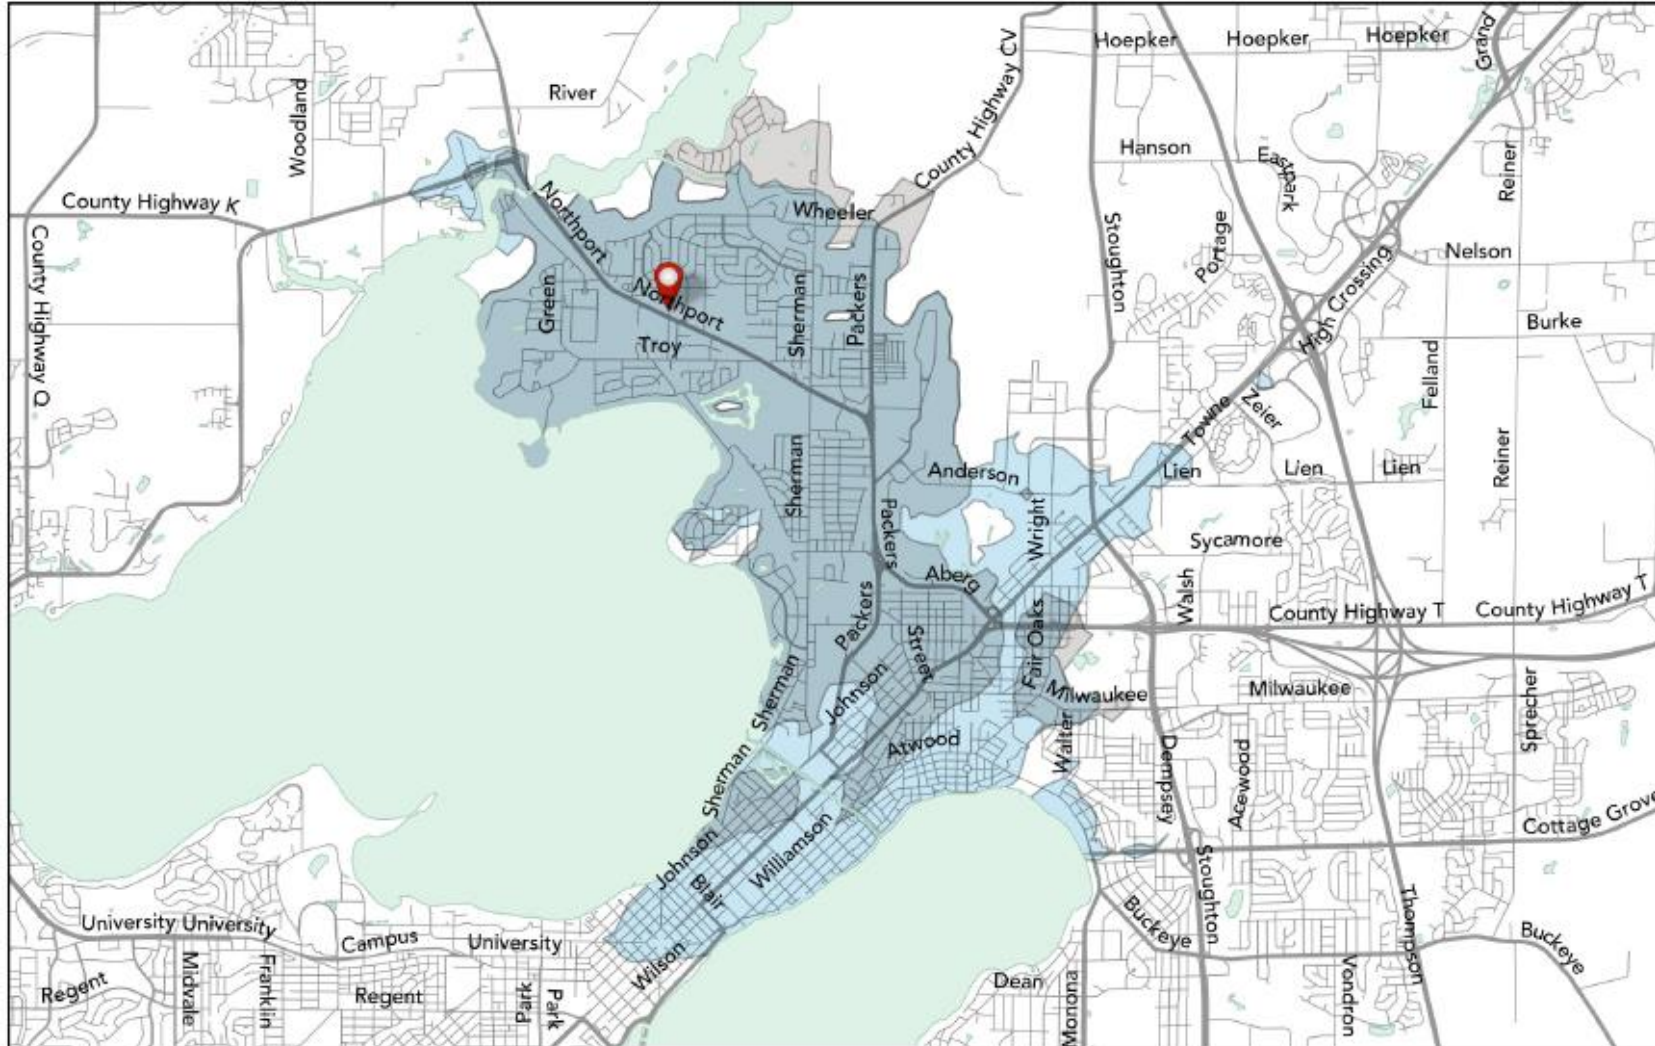 Hoepker
Hoepker
Hoepker
Grand
County Highway CV
River
Woodland
Hanson
Eastpark
Reiner
County Highway K
Northport
Wheeler
Stoughton
Portage
Nelson
County Highway Q
Green
Northport
Sherman
Packers
High Crossing
Burke
Troy
Felland
Zeier
Towne
Sherman
Anderson
Lien
Lien
Lien
Reiner
Packers
Wright
Sycamore
Aberg
Walsh
County Highway T
County Highway T
Packers
Street
Fair Oaks
Sherman
Johnson
Milwaukee
Milwaukee
Sprecher
Atwood
Walter
Dempsey
Acewood
Sherman
Cottage Grove
Johnson
Williamson
Blair
Stoughton
Thompson
University University
Campus
University
Buckeye
Buckeye
Wilson
Midvale
Franklin
Regent
Regent
Park
Park
Dean
Monona
Vondron